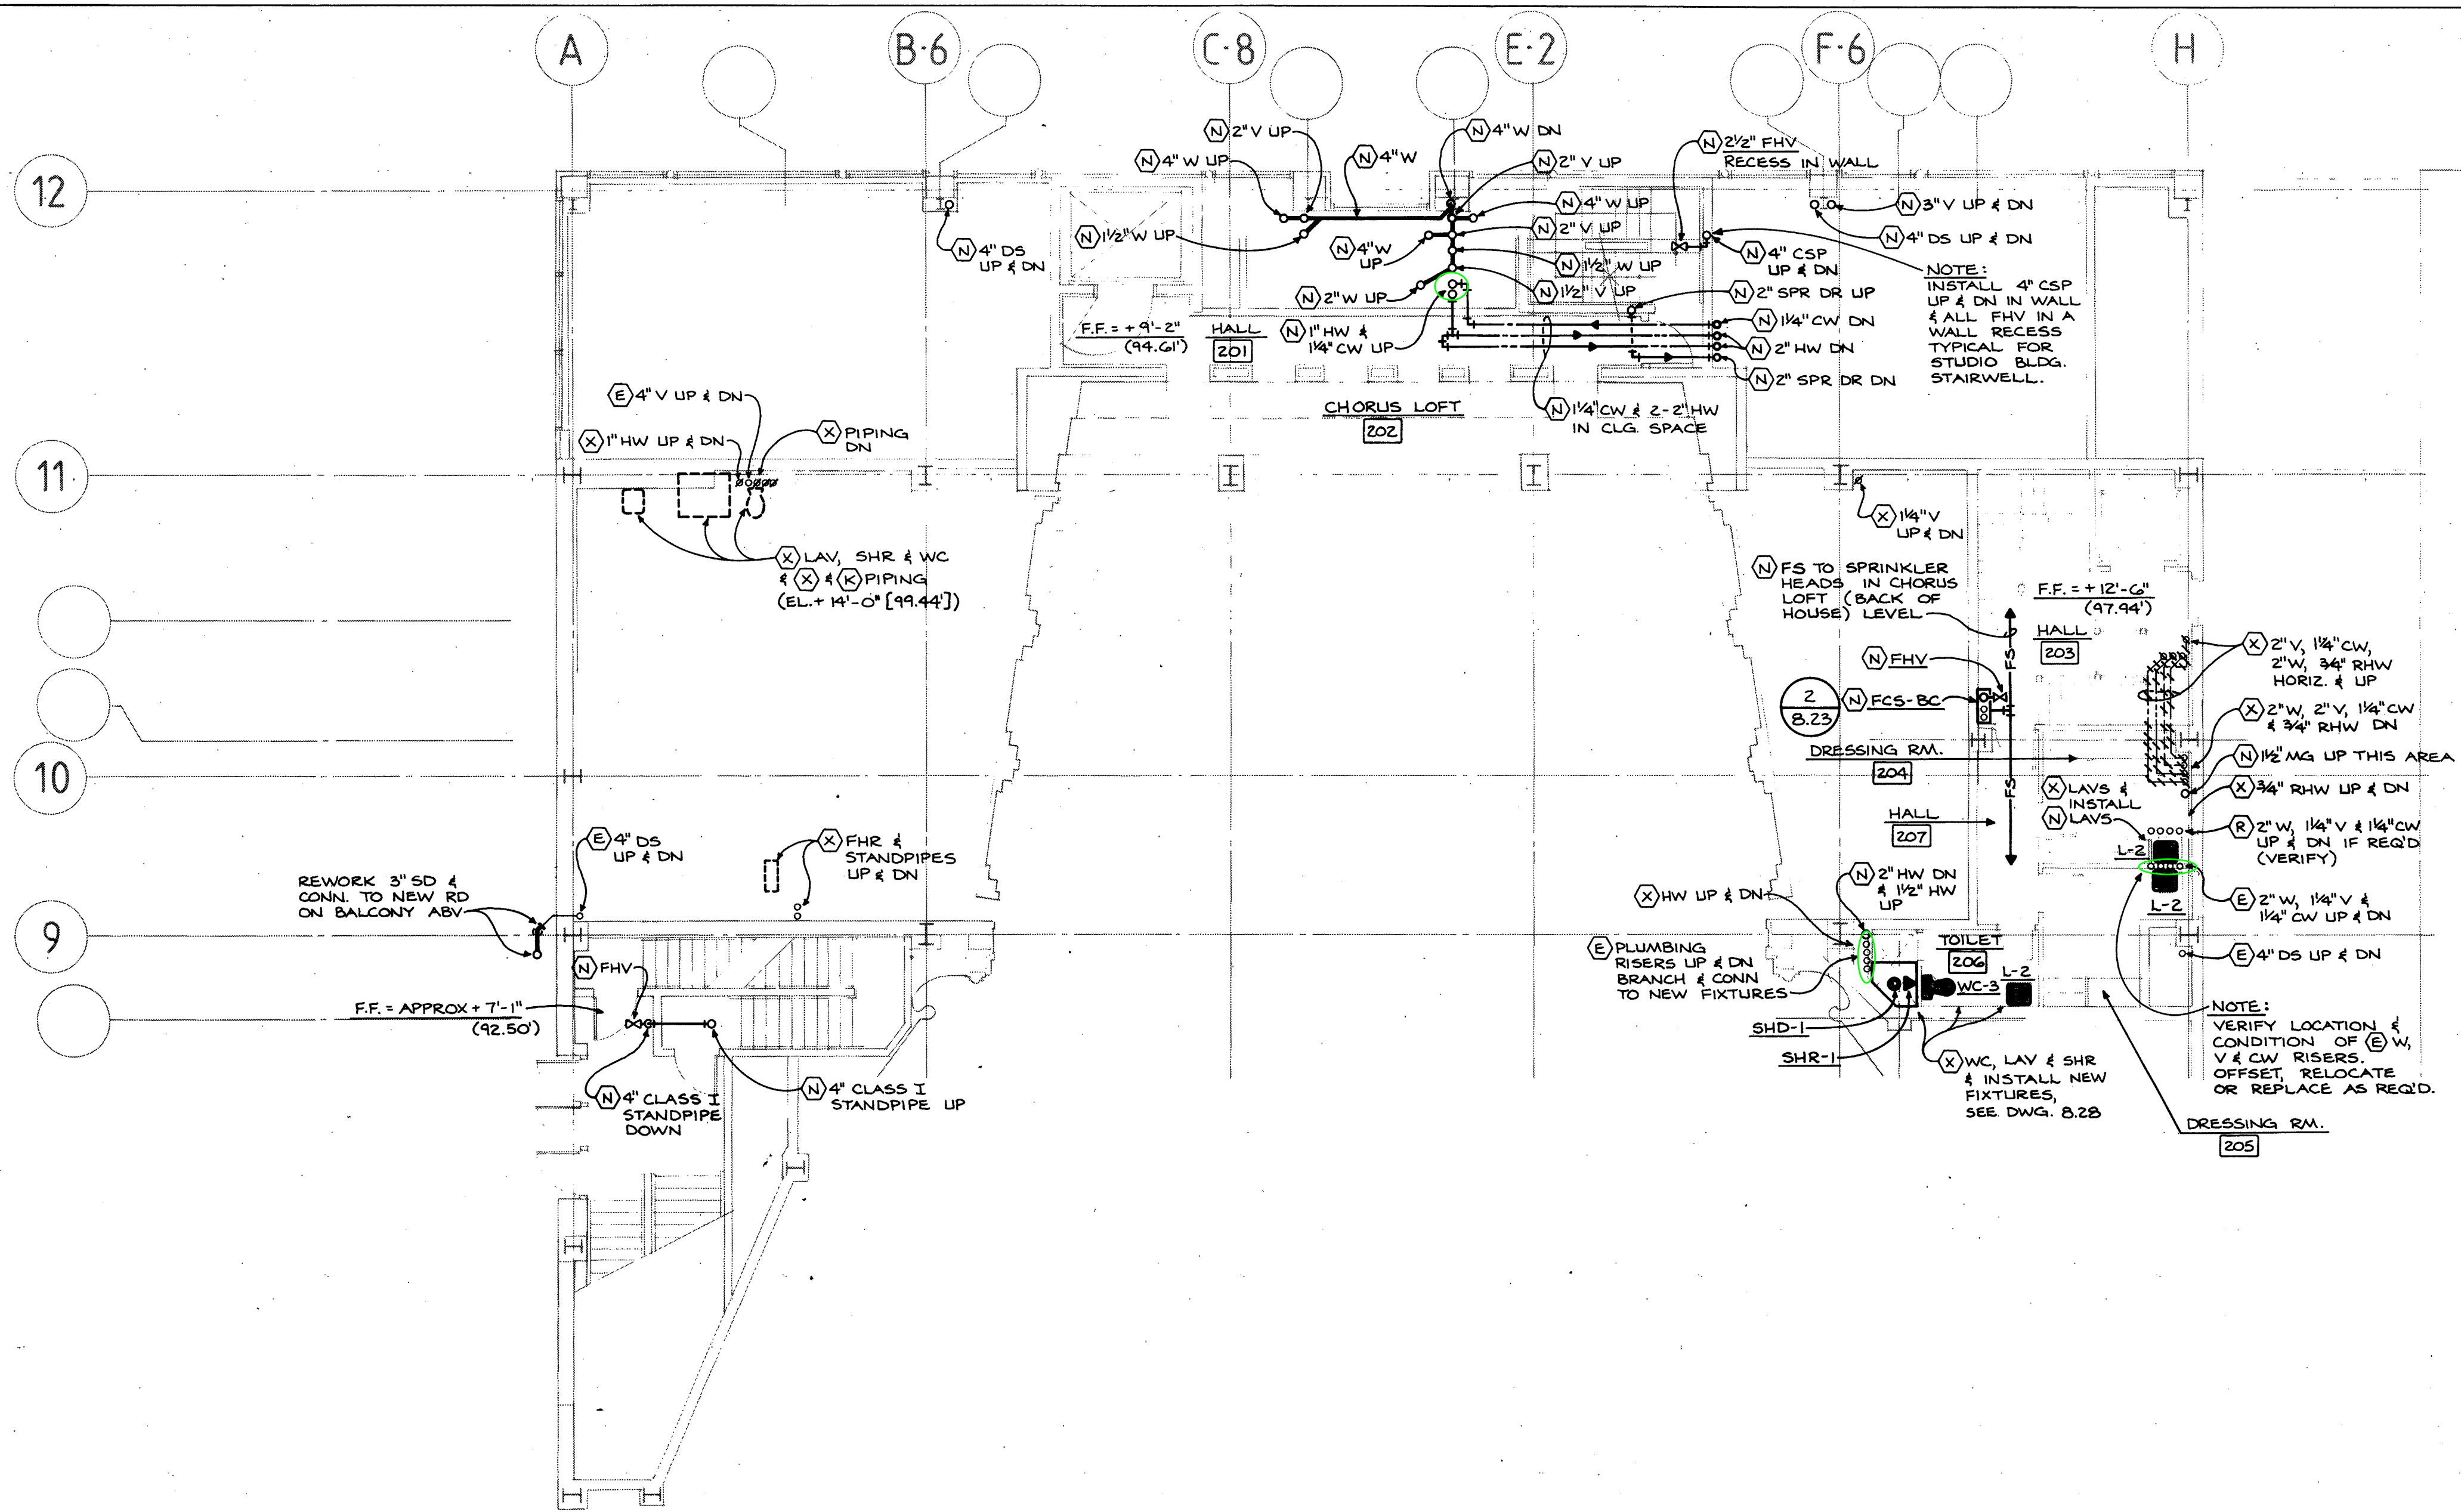 A
B·6
C·8
E·2
F·6
H
12
11
10
9
N 2" V UP
N 4" W UP
N 4" W
N 4" W DN
N 2" V UP
N 2½" FHV
RECESS IN WALL
N 4" W UP
N 3" V UP & DN
N 1½" W UP
N 4" W
UP
N 2" V UP
N 4" DS UP & DN
N 4" DS
UP & DN
N 4" CSP
UP & DN
N 1½" W UP
N 2" W UP
N 1½" V UP
N 2" SPR DR UP
NOTE:
INSTALL 4" CSP
UP & DN IN WALL
& ALL FHV IN A
WALL RECESS
TYPICAL FOR
STUDIO BLDG.
STAIRWELL.
F.F. = + 9'-2"
(94.61')
HALL
201
N 1" HW &
1¼" CW UP
N 1¼" CW DN
N 2" HW DN
N 2" SPR DR DN
CHORUS LOFT
202
N 1¼" CW & 2-2" HW
IN CLG. SPACE
E 4" V UP & DN
X 1" HW UP & DN
X PIPING
DN
X LAV, SHR & WC
& X & K PIPING
(EL. + 14'-0" [99.44'])
X 1¼" V
UP & DN
N FS TO SPRINKLER
HEADS IN CHORUS
LOFT (BACK OF
HOUSE) LEVEL
F.F. = + 12'-6"
(97.94')
HALL
203
FS
N FHV
2
8.23
N FCS-BC
X 2" V, 1¼" CW,
2" W, ¾" RHW
HORIZ. & UP
X 2" W, 2" V, 1¼" CW
& ¾" RHW DN
DRESSING RM.
204
N 1½" MG UP THIS AREA
FS
X LAVS &
INSTALL
N LAVS
X ¾" RHW UP & DN
HALL
207
R 2" W, 1¼" V & 1¼" CW
UP & DN IF REQ'D
(VERIFY)
L-2
L-2
E 2" W, 1¼" V &
1¼" CW UP & DN
E 4" DS
UP & DN
X FHR &
STANDPIPES
UP & DN
REWORK 3" SD &
CONN. TO NEW RD
ON BALCONY ABV
N 2" HW DN
& 1½" HW
UP
X HW UP & DN
E PLUMBING
RISERS UP & DN
BRANCH & CONN
TO NEW FIXTURES
TOILET
206
L-2
WC-3
E 4" DS UP & DN
N FHV
F.F. = APPROX + 7'-1"
(92.50')
SHD-1
SHR-1
X WC, LAV & SHR
& INSTALL NEW
FIXTURES,
SEE DWG. 8.28
NOTE:
VERIFY LOCATION &
CONDITION OF E W,
V & CW RISERS.
OFFSET, RELOCATE
OR REPLACE AS REQ'D.
N 4" CLASS I
STANDPIPE
DOWN
N 4" CLASS I
STANDPIPE UP
DRESSING RM.
205